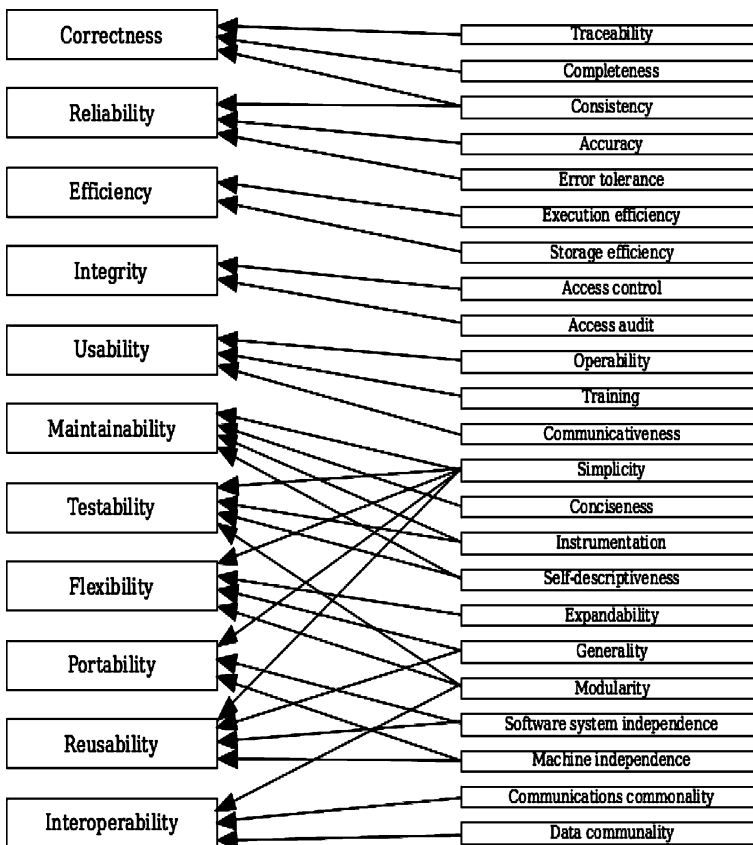 Correctness
Reliability
Efficiency
Integrity
Usability
Maintainability
Testability
Flexibility
Portability
Reusability
Interoperability
Traceability
Completeness
Consistency
Accuracy
Error tolerance
Execution efficiency
Storage efficiency
Access control
Access audit
Operability
Training
Communicativeness
Simplicity
Conciseness
Instrumentation
Self-descriptiveness
Expandability
Generality
Modularity
Software system independence
Machine independence
Communications commonality
Data communality